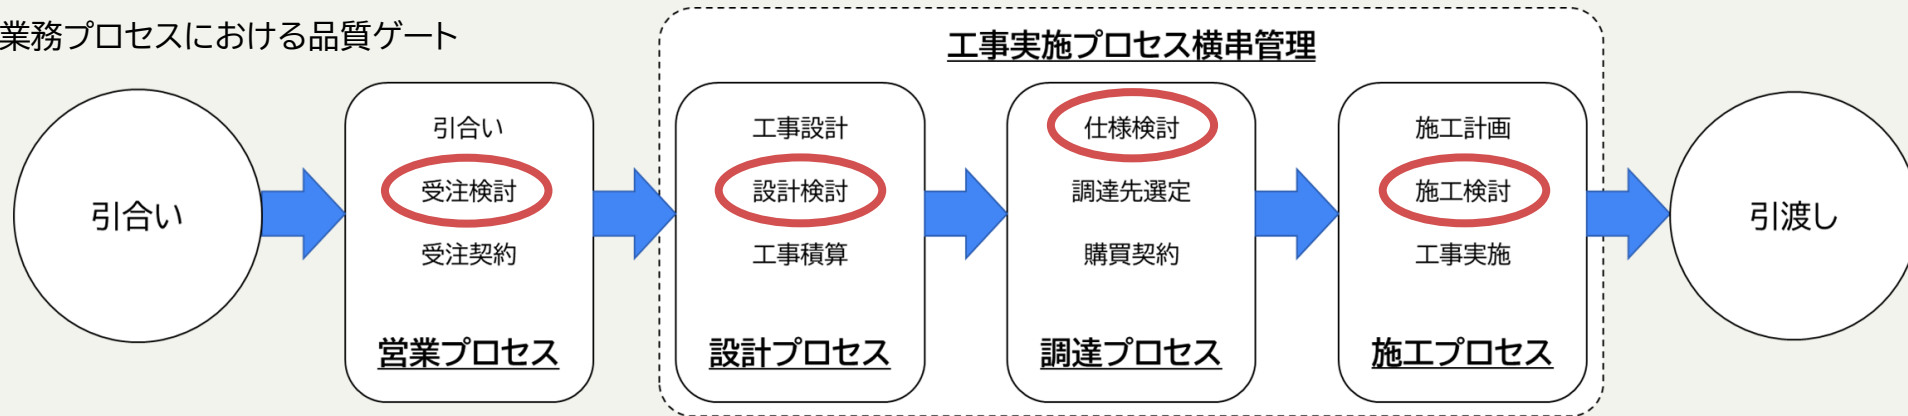 業務プロセスにおける品質ゲート
工事実施プロセス横串管理
引合い
引合い
受注検討
受注契約
営業プロセス
工事設計
設計検討
工事積算
設計プロセス
仕様検討
調達先選定
購買契約
調達プロセス
施工計画
施工検討
工事実施
施工プロセス
引渡し